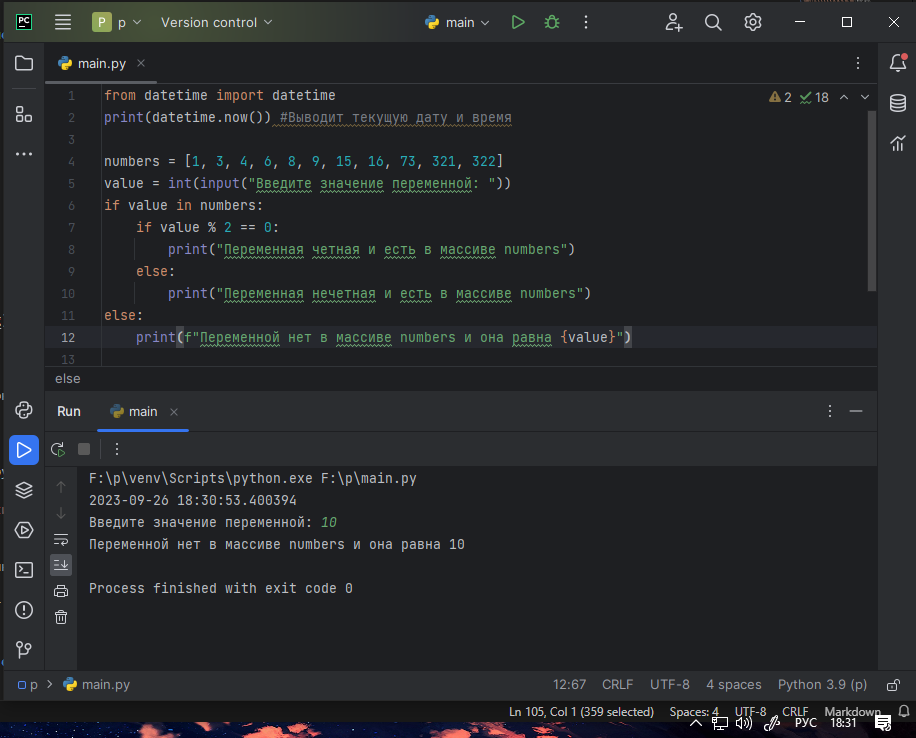 PC P p Version control main
main.py
1 from datetime import datetime 2 18
2 print(datetime.now()) #Выводит текущую дату и время
3
4 numbers = [1, 3, 4, 6, 8, 9, 15, 16, 73, 321, 322]
5 value = int(input("Введите значение переменной: "))
6 if value in numbers:
7 if value % 2 == 0:
8 print("Переменная четная и есть в массиве numbers")
9 else:
10 print("Переменная нечетная и есть в массиве numbers")
11 else:
12 print(f"Переменной нет в массиве numbers и она равна {value}")
13
else
Run main
F:\p\venv\Scripts\python.exe F:\p\main.py
2023-09-26 18:30:53.400394
Введите значение переменной: 10
Переменной нет в массиве numbers и она равна 10
Process finished with exit code 0
p main.py 12:67 CRLF UTF-8 4 spaces Python 3.9 (p)
Ln 105, Col 1 (359 selected) Spaces: 4 UTF-8 CRLF Markdown
РУС 18:31